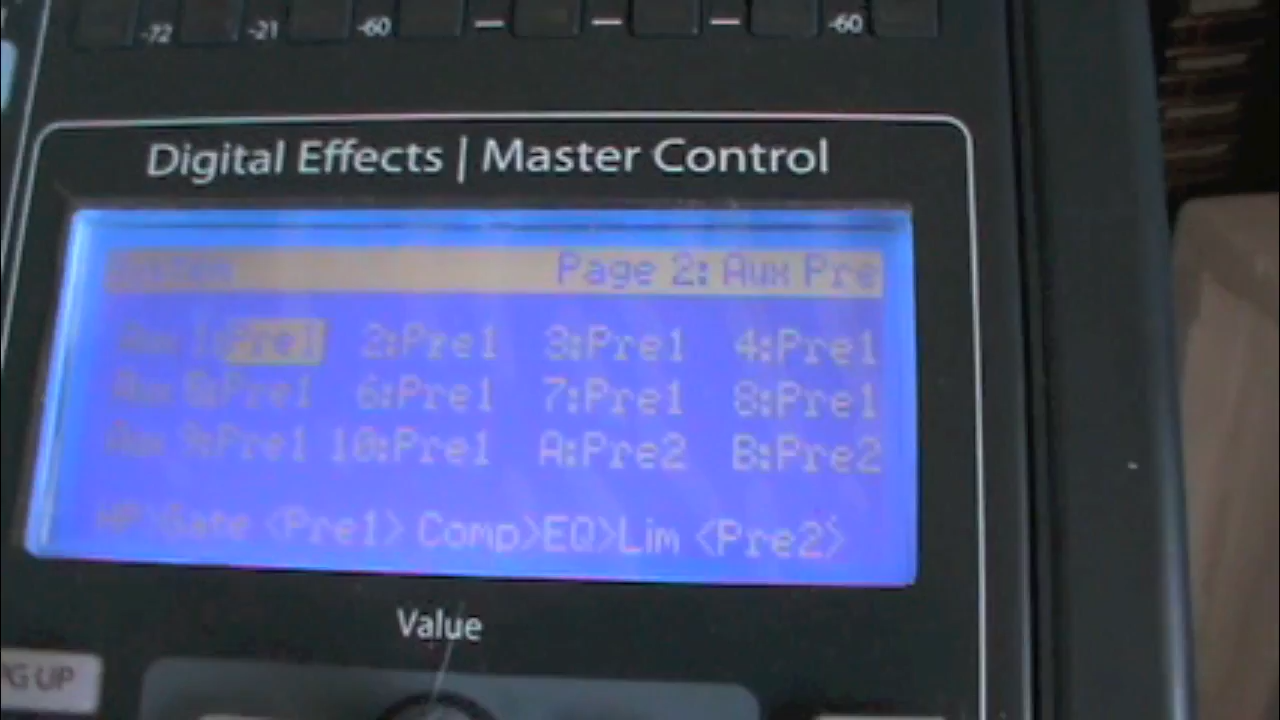 -72 -21 -60 -60
Digital Effects | Master Control
System Page 2: Aux Pre
Aux 1:Pre1 2:Pre1 3:Pre1 4:Pre1
Aux 5:Pre1 6:Pre1 7:Pre1 8:Pre1
Aux 9:Pre1 10:Pre1 A:Pre2 B:Pre2
HP>Gate <Pre1> Comp>EQ>Lim <Pre2>
Value
PG UP